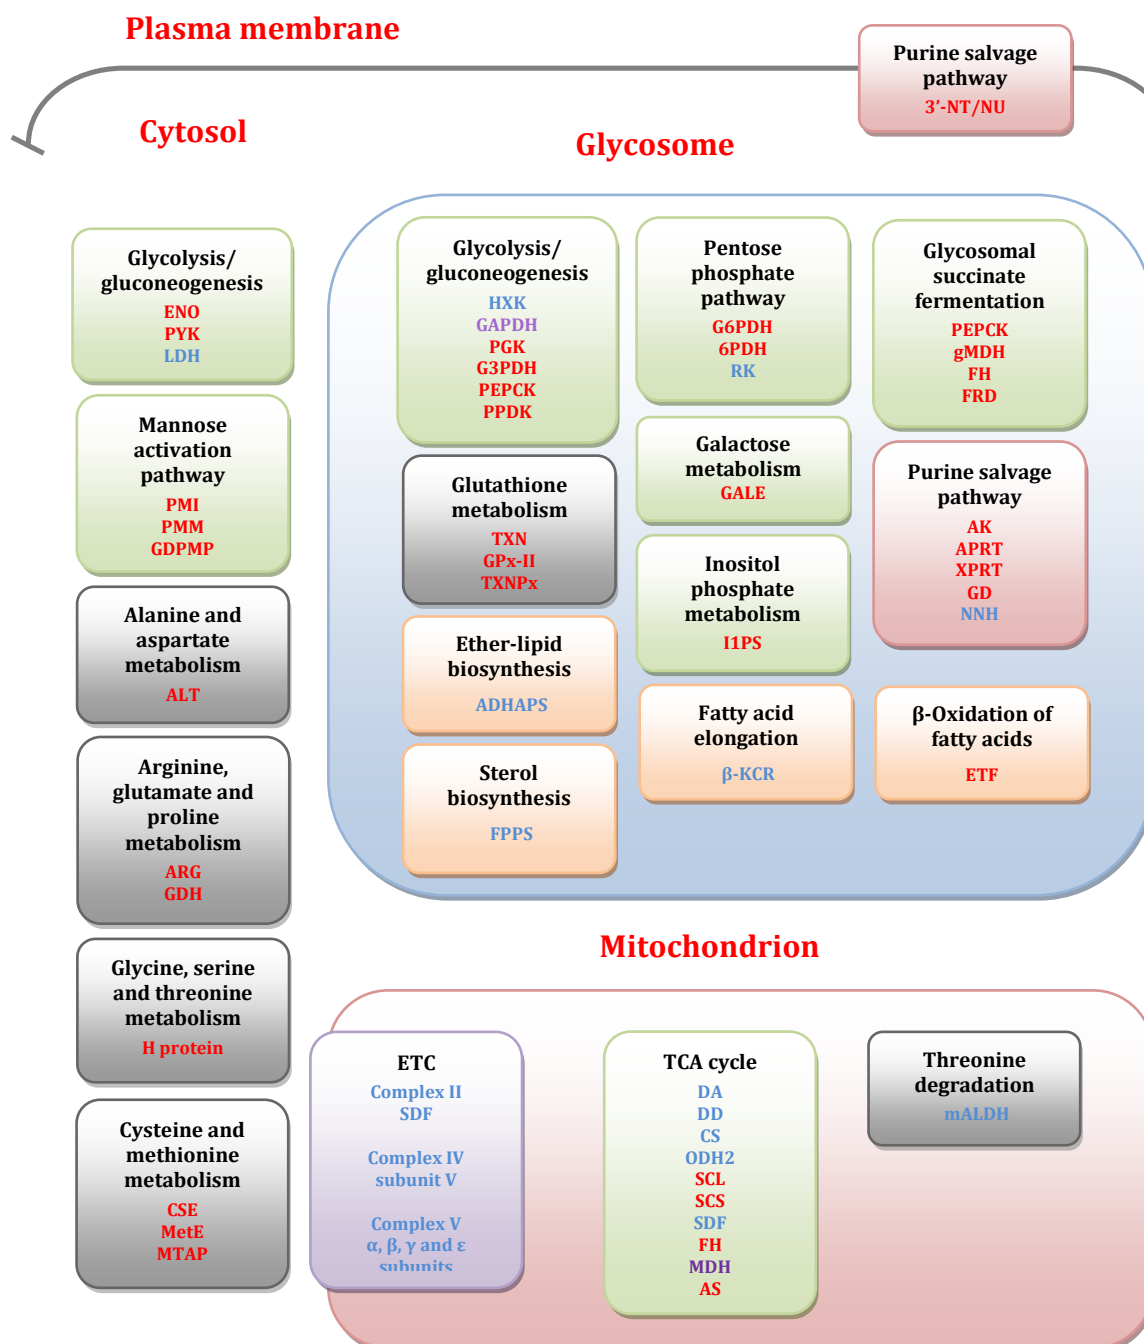 Plasma membrane
Purine salvage
pathway
3’-NT/NU
Cytosol
Glycosome
Glycolysis/
gluconeogenesis
ENO
PYK
LDH
Mannose
activation
pathway
PMI
PMM
GDPMP
Alanine and
aspartate
metabolism
ALT
Arginine,
glutamate and
proline
metabolism
ARG
GDH
Glycine, serine
and threonine
metabolism
H protein
Cysteine and
methionine
metabolism
CSE
MetE
MTAP
Glycolysis/
gluconeogenesis
HXK
GAPDH
PGK
G3PDH
PEPCK
PPDK
Glutathione
metabolism
TXN
GPx-II
TXNPx
Ether-lipid
biosynthesis
ADHAPS
Sterol
biosynthesis
FPPS
Pentose
phosphate
pathway
G6PDH
6PDH
RK
Galactose
metabolism
GALE
Inositol
phosphate
metabolism
I1PS
Fatty acid
elongation
β-KCR
Glycosomal
succinate
fermentation
PEPCK
gMDH
FH
FRD
Purine salvage
pathway
AK
APRT
XPRT
GD
NNH
β-Oxidation of
fatty acids
ETF
Mitochondrion
ETC
Complex II
SDF
Complex IV
subunit V
Complex V
α, β, γ and ε
subunits
TCA cycle
DA
DD
CS
ODH2
SCL
SCS
SDF
FH
MDH
AS
Threonine
degradation
mALDH